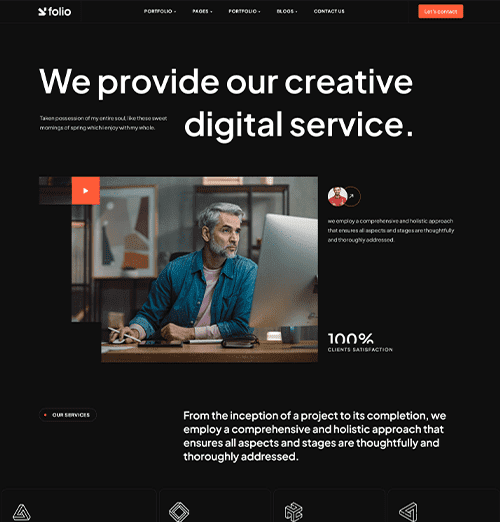 folio
PORTFOLIO
PAGES
PORTFOLIO
BLOGS
CONTACT US
Let's contact
We provide our creative
Taken possession of my entire soul, like these sweet
mornings of spring which i enjoy with my whole.
digital service.
we employ a comprehensive and holistic approach
that ensures all aspects and stages are thoughtfully
and thoroughly addressed.
100%
CLIENTS SATISFACTION
OUR SERVICES
From the inception of a project to its completion, we
employ a comprehensive and holistic approach that
ensures all aspects and stages are thoughtfully and
thoroughly addressed.